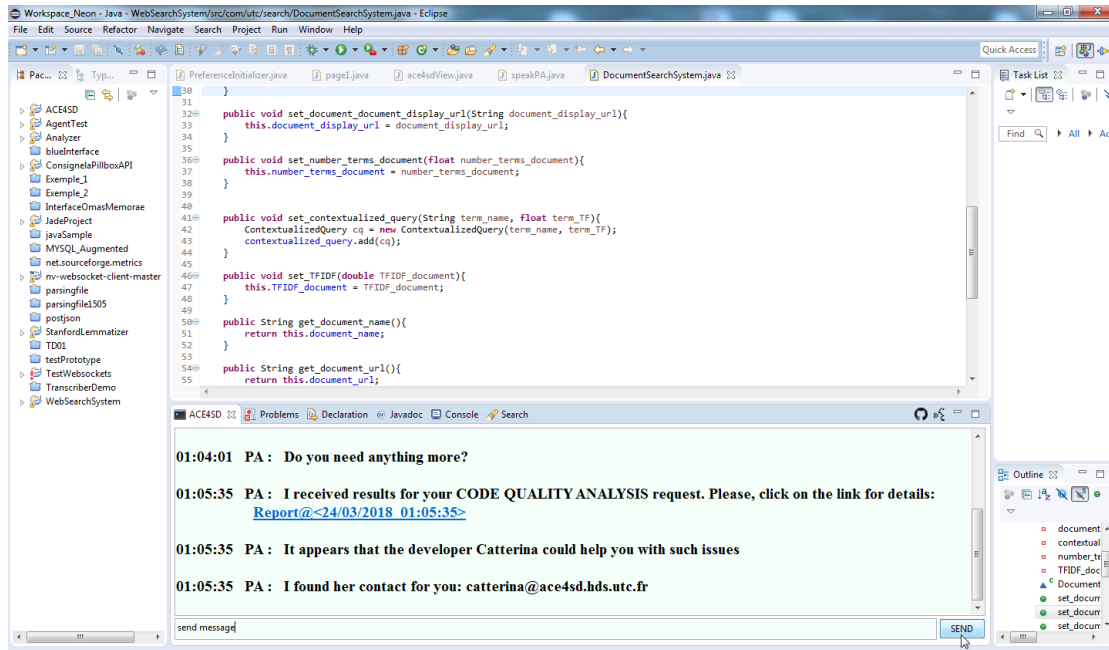 Workspace_Neon - Java - WebSearchSystem/src/com/utc/search/DocumentSearchSystem.java - Eclipse
File Edit Source Refactor Navigate Search Project Run Window Help
Quick Access
Pac... Typ...
ACE4SD
AgentTest
Analyzer
blueInterface
ConsignelaPillboxAPI
Exemple_1
Exemple_2
InterfaceOmasMemorae
JadeProject
javaSample
MYSQL_Augmented
net.sourceforge.metrics
nv-websocket-client-master
parsingfile
parsingfile1505
postjson
StanfordLemmatizer
TD01
testPrototype
TestWebsockets
TranscriberDemo
WebSearchSystem
PreferenceInitializer.java page1.java ace4sdView.java speakPA.java DocumentSearchSystem.java
30 }
31
32 public void set_document_document_display_url(String document_display_url){
33 this.document_display_url = document_display_url;
34 }
35
36 public void set_number_terms_document(float number_terms_document){
37 this.number_terms_document = number_terms_document;
38 }
39
40
41 public void set_contextualized_query(String term_name, float term_TF){
42 ContextualizedQuery cq = new ContextualizedQuery(term_name, term_TF);
43 contextualized_query.add(cq);
44 }
45
46 public void set_TFIDF(double TFIDF_document){
47 this.TFIDF_document = TFIDF_document;
48 }
49
50 public String get_document_name(){
51 return this.document_name;
52 }
53
54 public String get_document_url(){
55 return this.document_url;
ACE4SD Problems Declaration Javadoc Console Search
01:04:01 PA : Do you need anything more?
01:05:35 PA : I received results for your CODE QUALITY ANALYSIS request. Please, click on the link for details:
Report@<24/03/2018 01:05:35>
01:05:35 PA : It appears that the developer Catterina could help you with such issues
01:05:35 PA : I found her contact for you: catterina@ace4sd.hds.utc.fr
send message
SEND
Task List
Find All Ac
Outline
document
contextual
number_te
TFIDF_doc
Document
set_docum
set_docum
set_docum